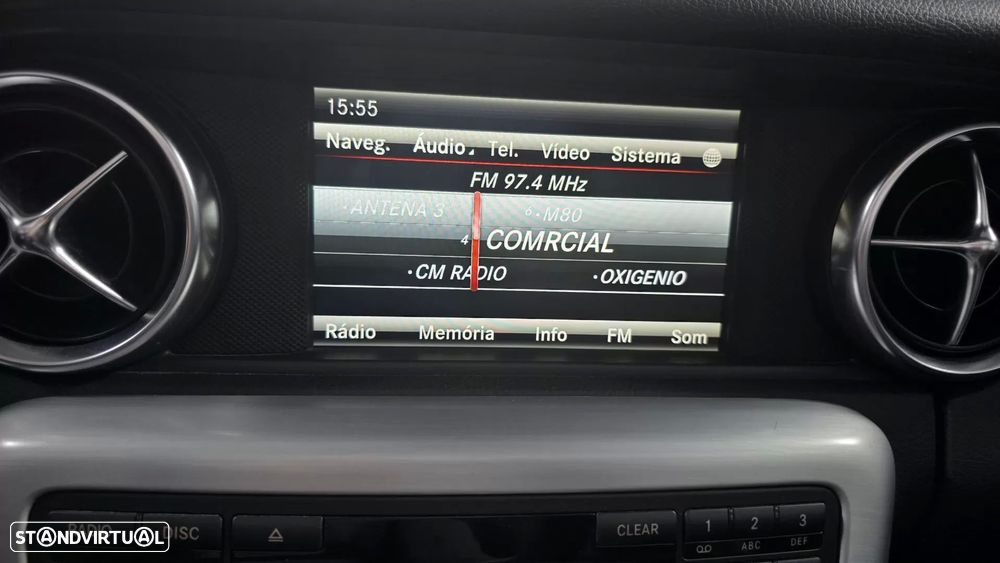 15:55
Naveg. Áudio Tel. Vídeo Sistema
FM 97.4 MHz
·ANTENA 3 6·M80
4 COMRCIAL
·CM RADIO ·OXIGENIO
Rádio Memória Info FM Som
RADIO DISC CLEAR 1 2 3
ABC DEF
STANDVIRTUAL